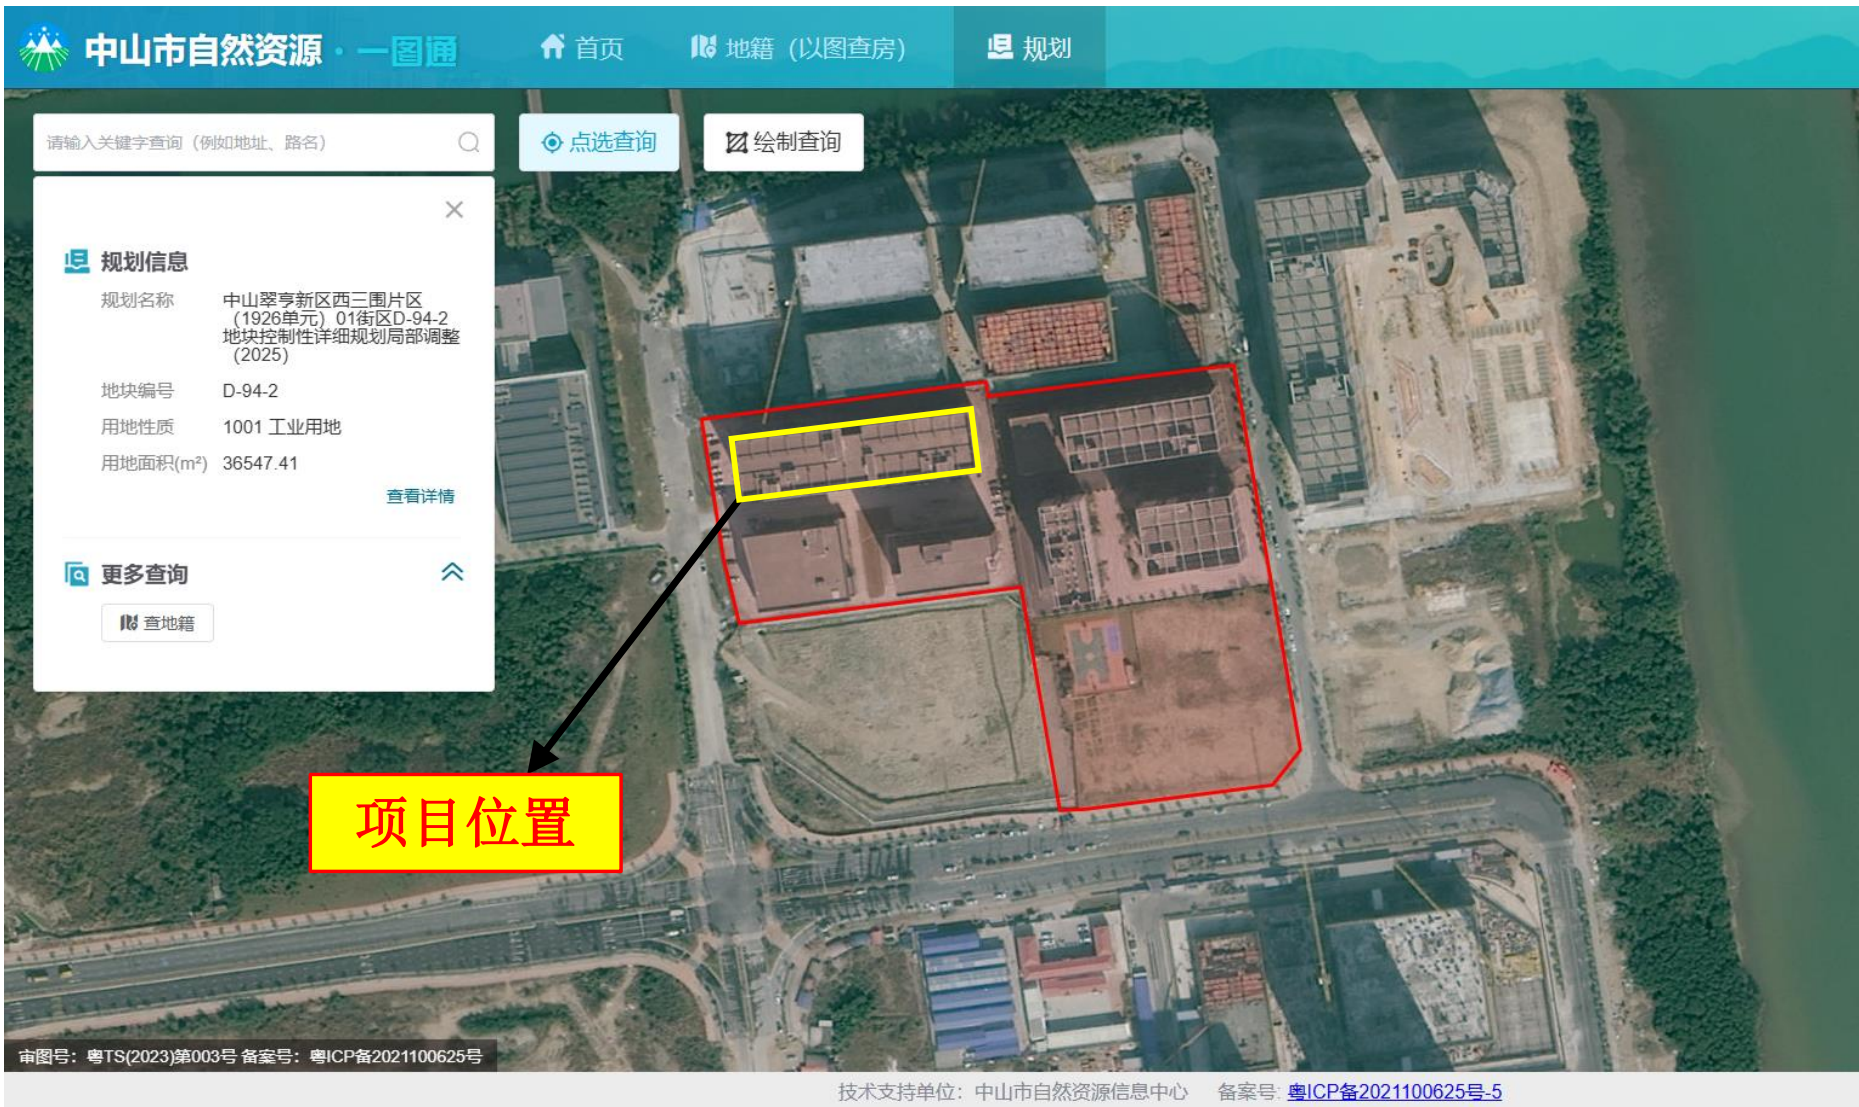 中山市自然资源·一图通
首页
地籍（以图查房）
规划
请输入关键字查询（例如地址、路名）
点选查询
绘制查询
规划信息
规划名称
中山翠亨新区西三围片区
（1926单元）01街区D-94-2
地块控制性详细规划局部调整
（2025）
地块编号 D-94-2
用地性质 1001 工业用地
用地面积(m²) 36547.41
查看详情
更多查询
查地籍
项目位置
审图号：粤TS(2023)第003号 备案号：粤ICP备2021100625号
技术支持单位：中山市自然资源信息中心 备案号: 粤ICP备2021100625号-5